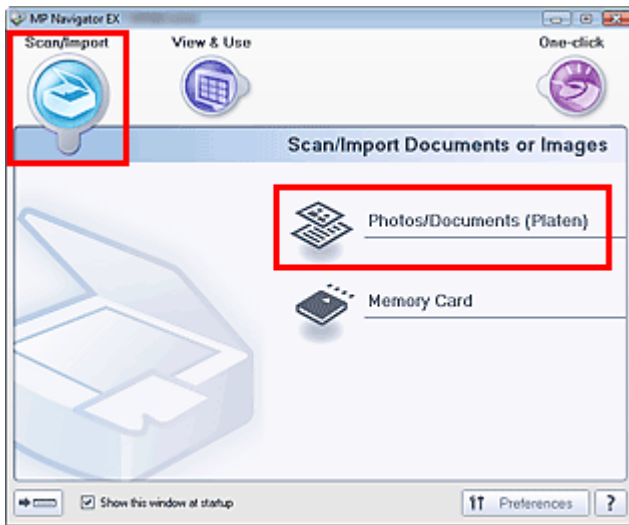 MP Navigator EX
Scan/Import
View & Use
One-click
Scan/Import Documents or Images
Photos/Documents (Platen)
Memory Card
Show this window at startup
Preferences
?